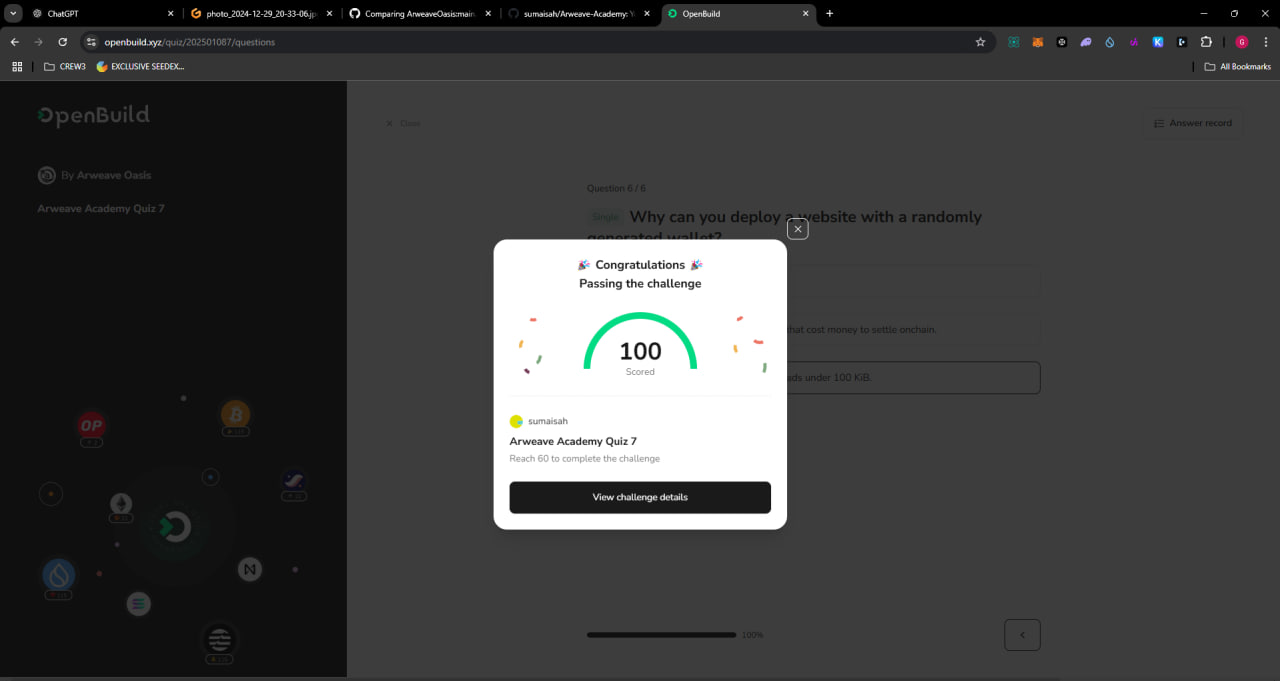 ChatGPT
photo_2024-12-29_20-33-06.jp
Comparing ArweaveOasis:main
sumaisah/Arweave-Academy: Y
OpenBuild
openbuild.xyz/quiz/202501087/questions
G
CREW3
EXCLUSIVE SEEDEX...
All Bookmarks
OpenBuild
By Arweave Oasis
Arweave Academy Quiz 7
OP
Close
Answer record
Question 6 / 6
Single Why can you deploy a website with a randomly
generated wallet?
that cost money to settle onchain.
ads under 100 KiB.
Congratulations
Passing the challenge
100
Scored
sumaisah
Arweave Academy Quiz 7
Reach 60 to complete the challenge
View challenge details
100%